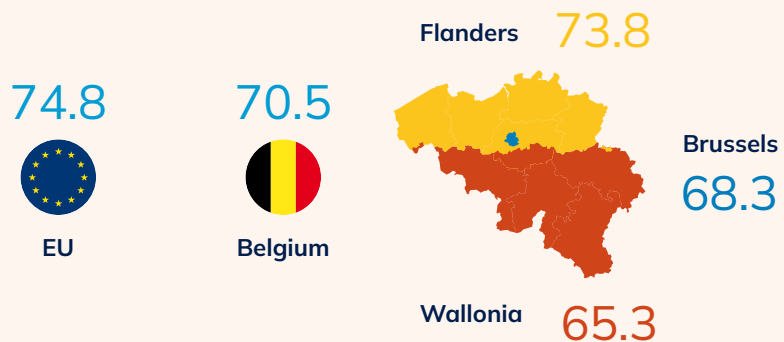 74.8
EU
70.5
Belgium
Flanders 73.8
Brussels
68.3
Wallonia 65.3